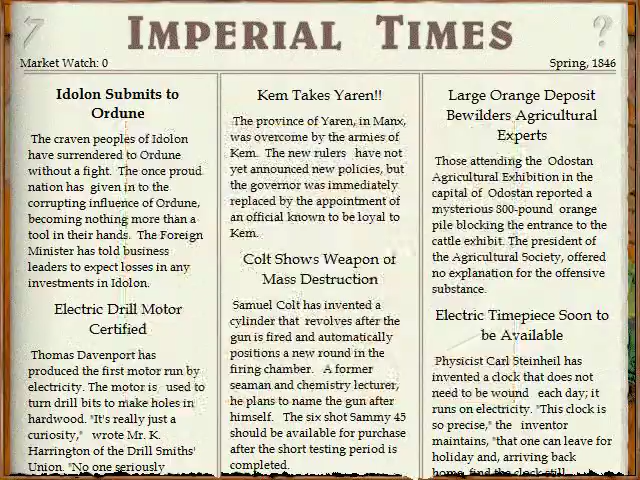 7
IMPERIAL TIMES
?
Market Watch: 0
Spring, 1846
Idolon Submits to
Ordune
The craven peoples of Idolon
have surrendered to Ordune
without a fight. The once proud
nation has given in to the
corrupting influence of Ordune,
becoming nothing more than a
tool in their hands. The Foreign
Minister has told business
leaders to expect losses in any
investments in Idolon.
Electric Drill Motor
Certified
Thomas Davenport has
produced the first motor run by
electricity. The motor is used to
turn drill bits to make holes in
hardwood. "It's really just a
curiosity," wrote Mr. K.
Harrington of the Drill Smiths'
Union. "No one seriously
Kem Takes Yaren!!
The province of Yaren, in Manx,
was overcome by the armies of
Kem. The new rulers have not
yet announced new policies, but
the governor was immediately
replaced by the appointment of
an official known to be loyal to
Kem.
Colt Shows Weapon of
Mass Destruction
Samuel Colt has invented a
cylinder that revolves after the
gun is fired and automatically
positions a new round in the
firing chamber. A former
seaman and chemistry lecturer,
he plans to name the gun after
himself. The six shot Sammy 45
should be available for purchase
after the short testing period is
completed.
Large Orange Deposit
Bewilders Agricultural
Experts
Those attending the Odostan
Agricultural Exhibition in the
capital of Odostan reported a
mysterious 800-pound orange
pile blocking the entrance to the
cattle exhibit. The president of
the Agricultural Society, offered
no explanation for the offensive
substance.
Electric Timepiece Soon to
be Available
Physicist Carl Steinheil has
invented a clock that does not
need to be wound each day; it
runs on electricity. "This clock is
so precise," the inventor
maintains, "that one can leave for
holiday and, arriving back
home, find the clock still